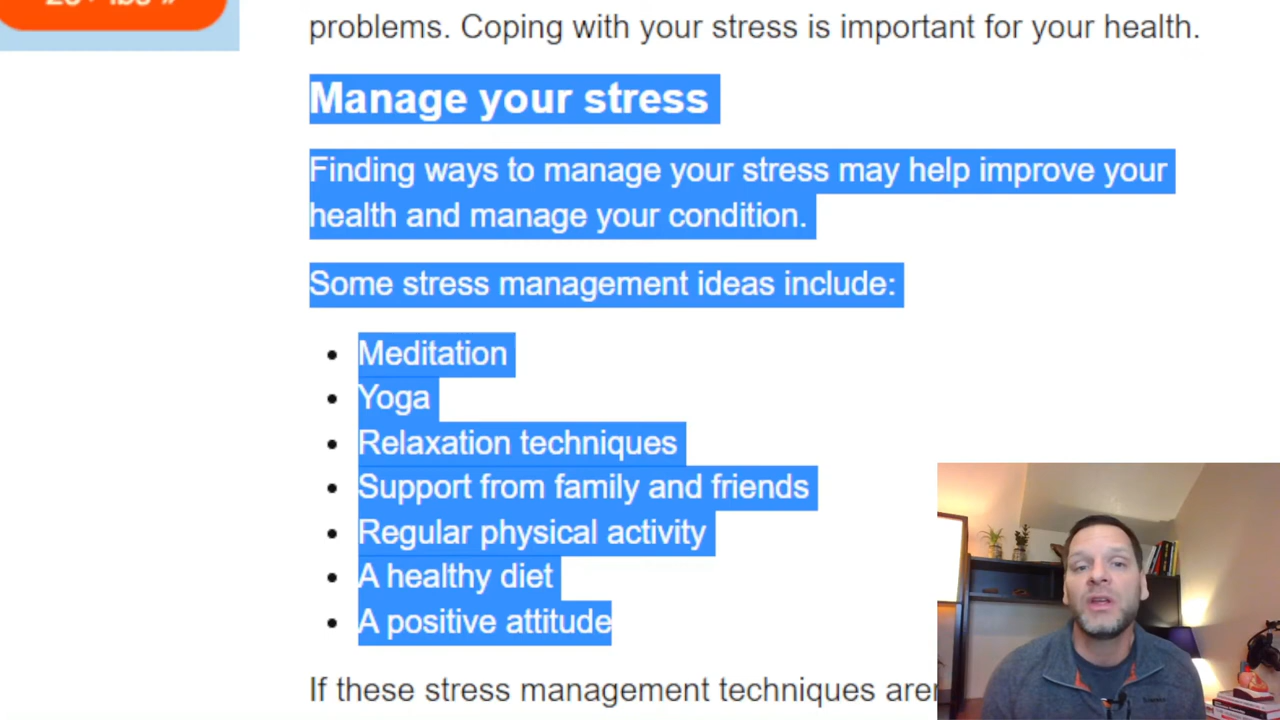 problems. Coping with your stress is important for your health.
Manage your stress
Finding ways to manage your stress may help improve your
health and manage your condition.
Some stress management ideas include:
Meditation
Yoga
Relaxation techniques
Support from family and friends
Regular physical activity
A healthy diet
A positive attitude
If these stress management techniques